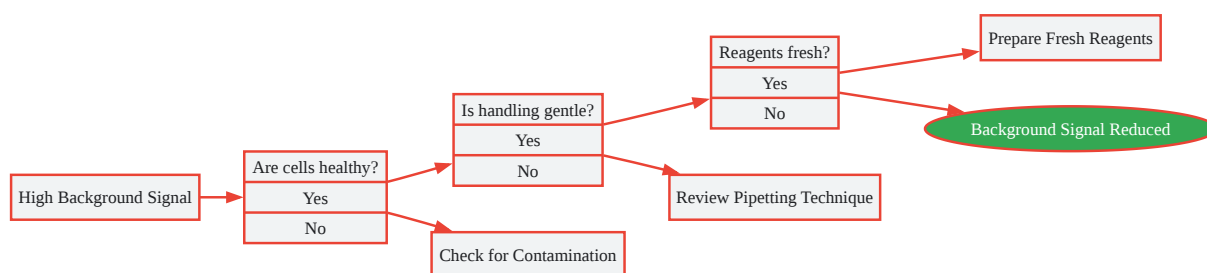 High Background Signal
Are cells healthy?
Yes
No
Check for Contamination
Is handling gentle?
Yes
No
Review Pipetting Technique
Reagents fresh?
Yes
No
Prepare Fresh Reagents
Background Signal Reduced